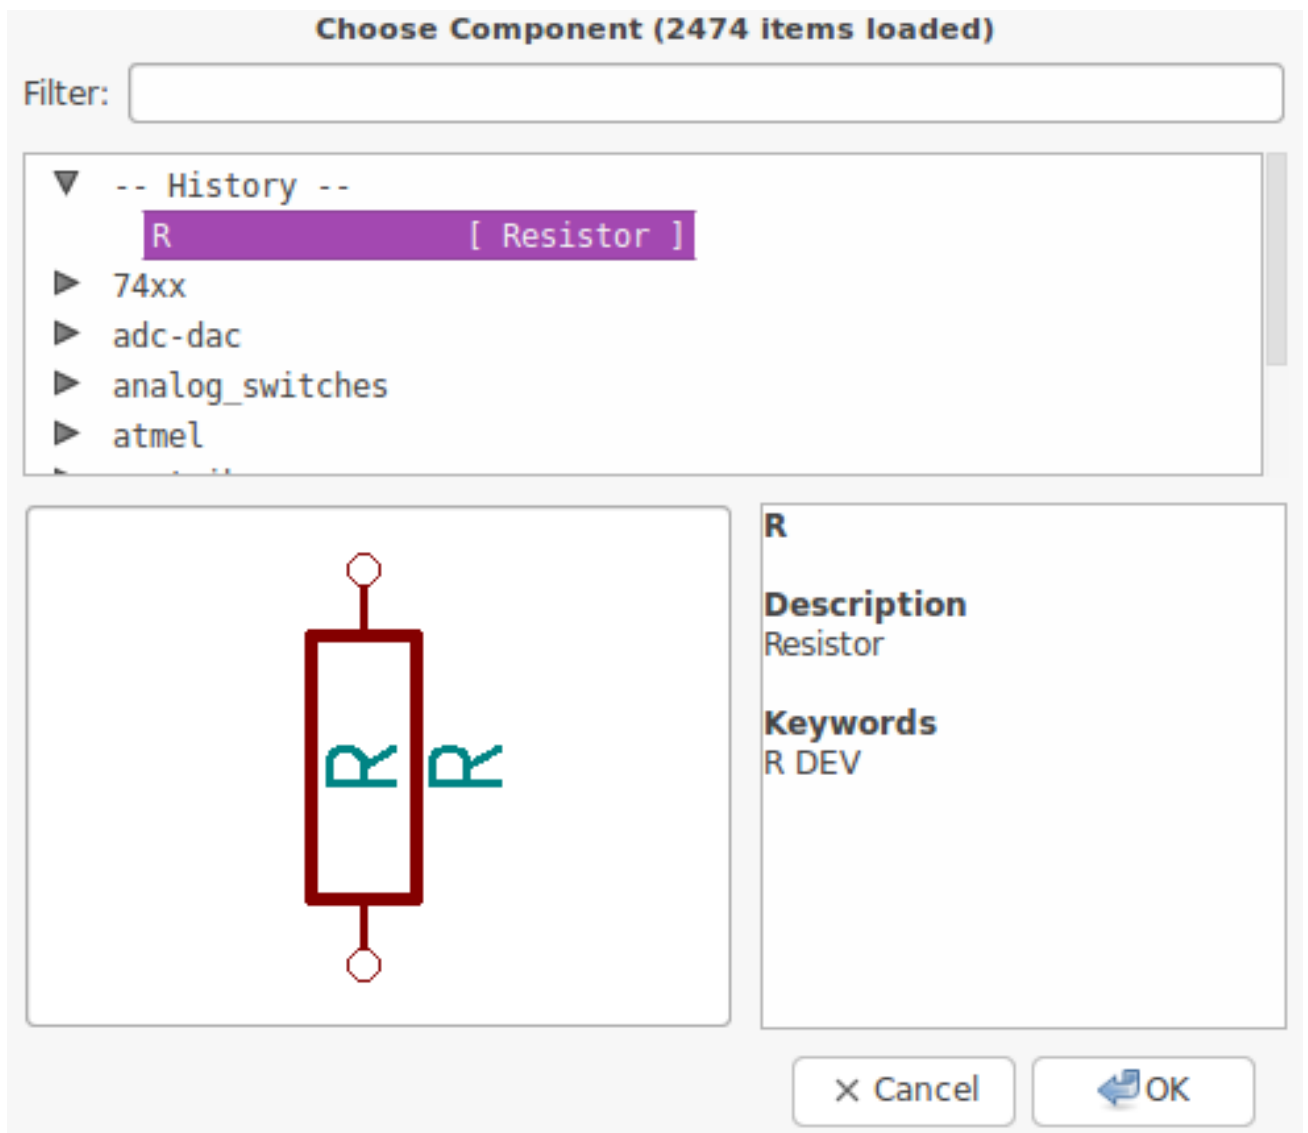 Choose Component (2474 items loaded)
Filter:
-- History --
R [ Resistor ]
74xx
adc-dac
analog_switches
atmel
R R
R
Description
Resistor
Keywords
R DEV
Cancel
OK